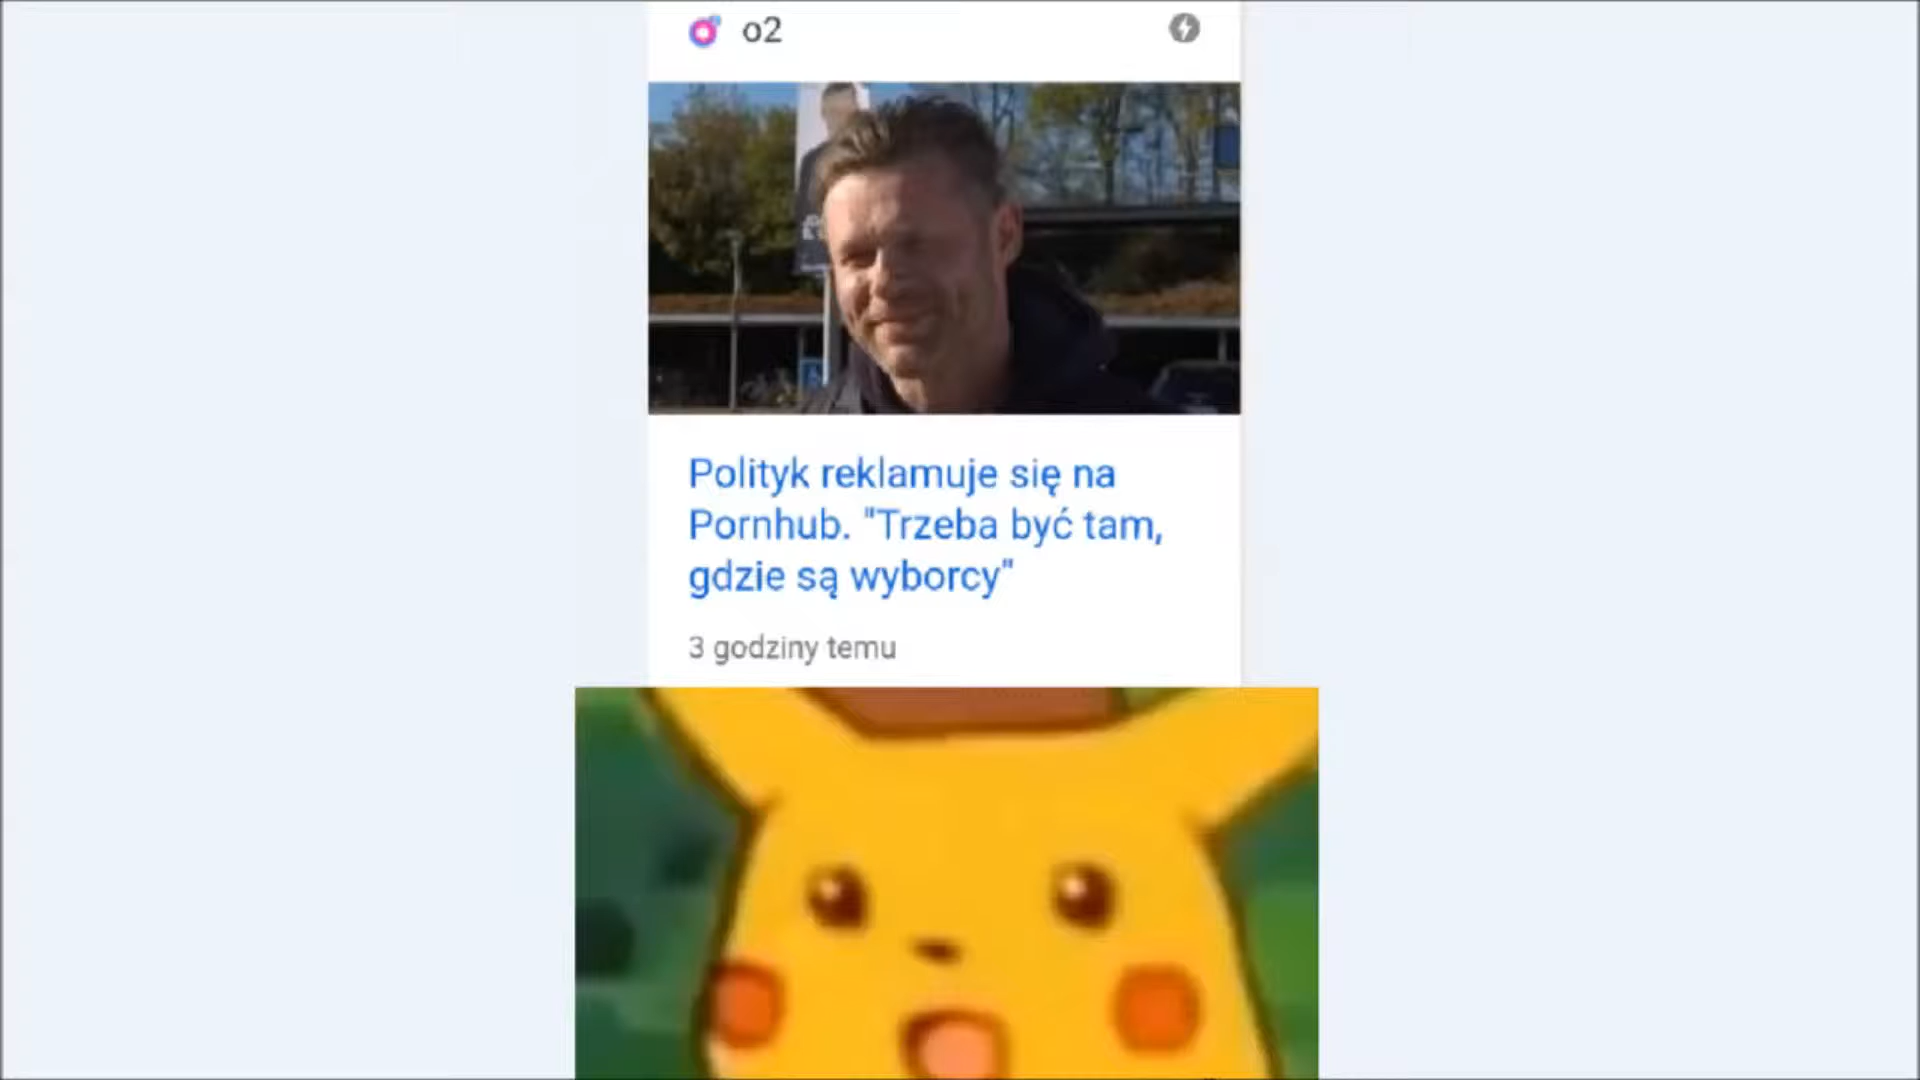 o2
Polityk reklamuje się na
Pornhub. "Trzeba być tam,
gdzie są wyborcy"
3 godziny temu